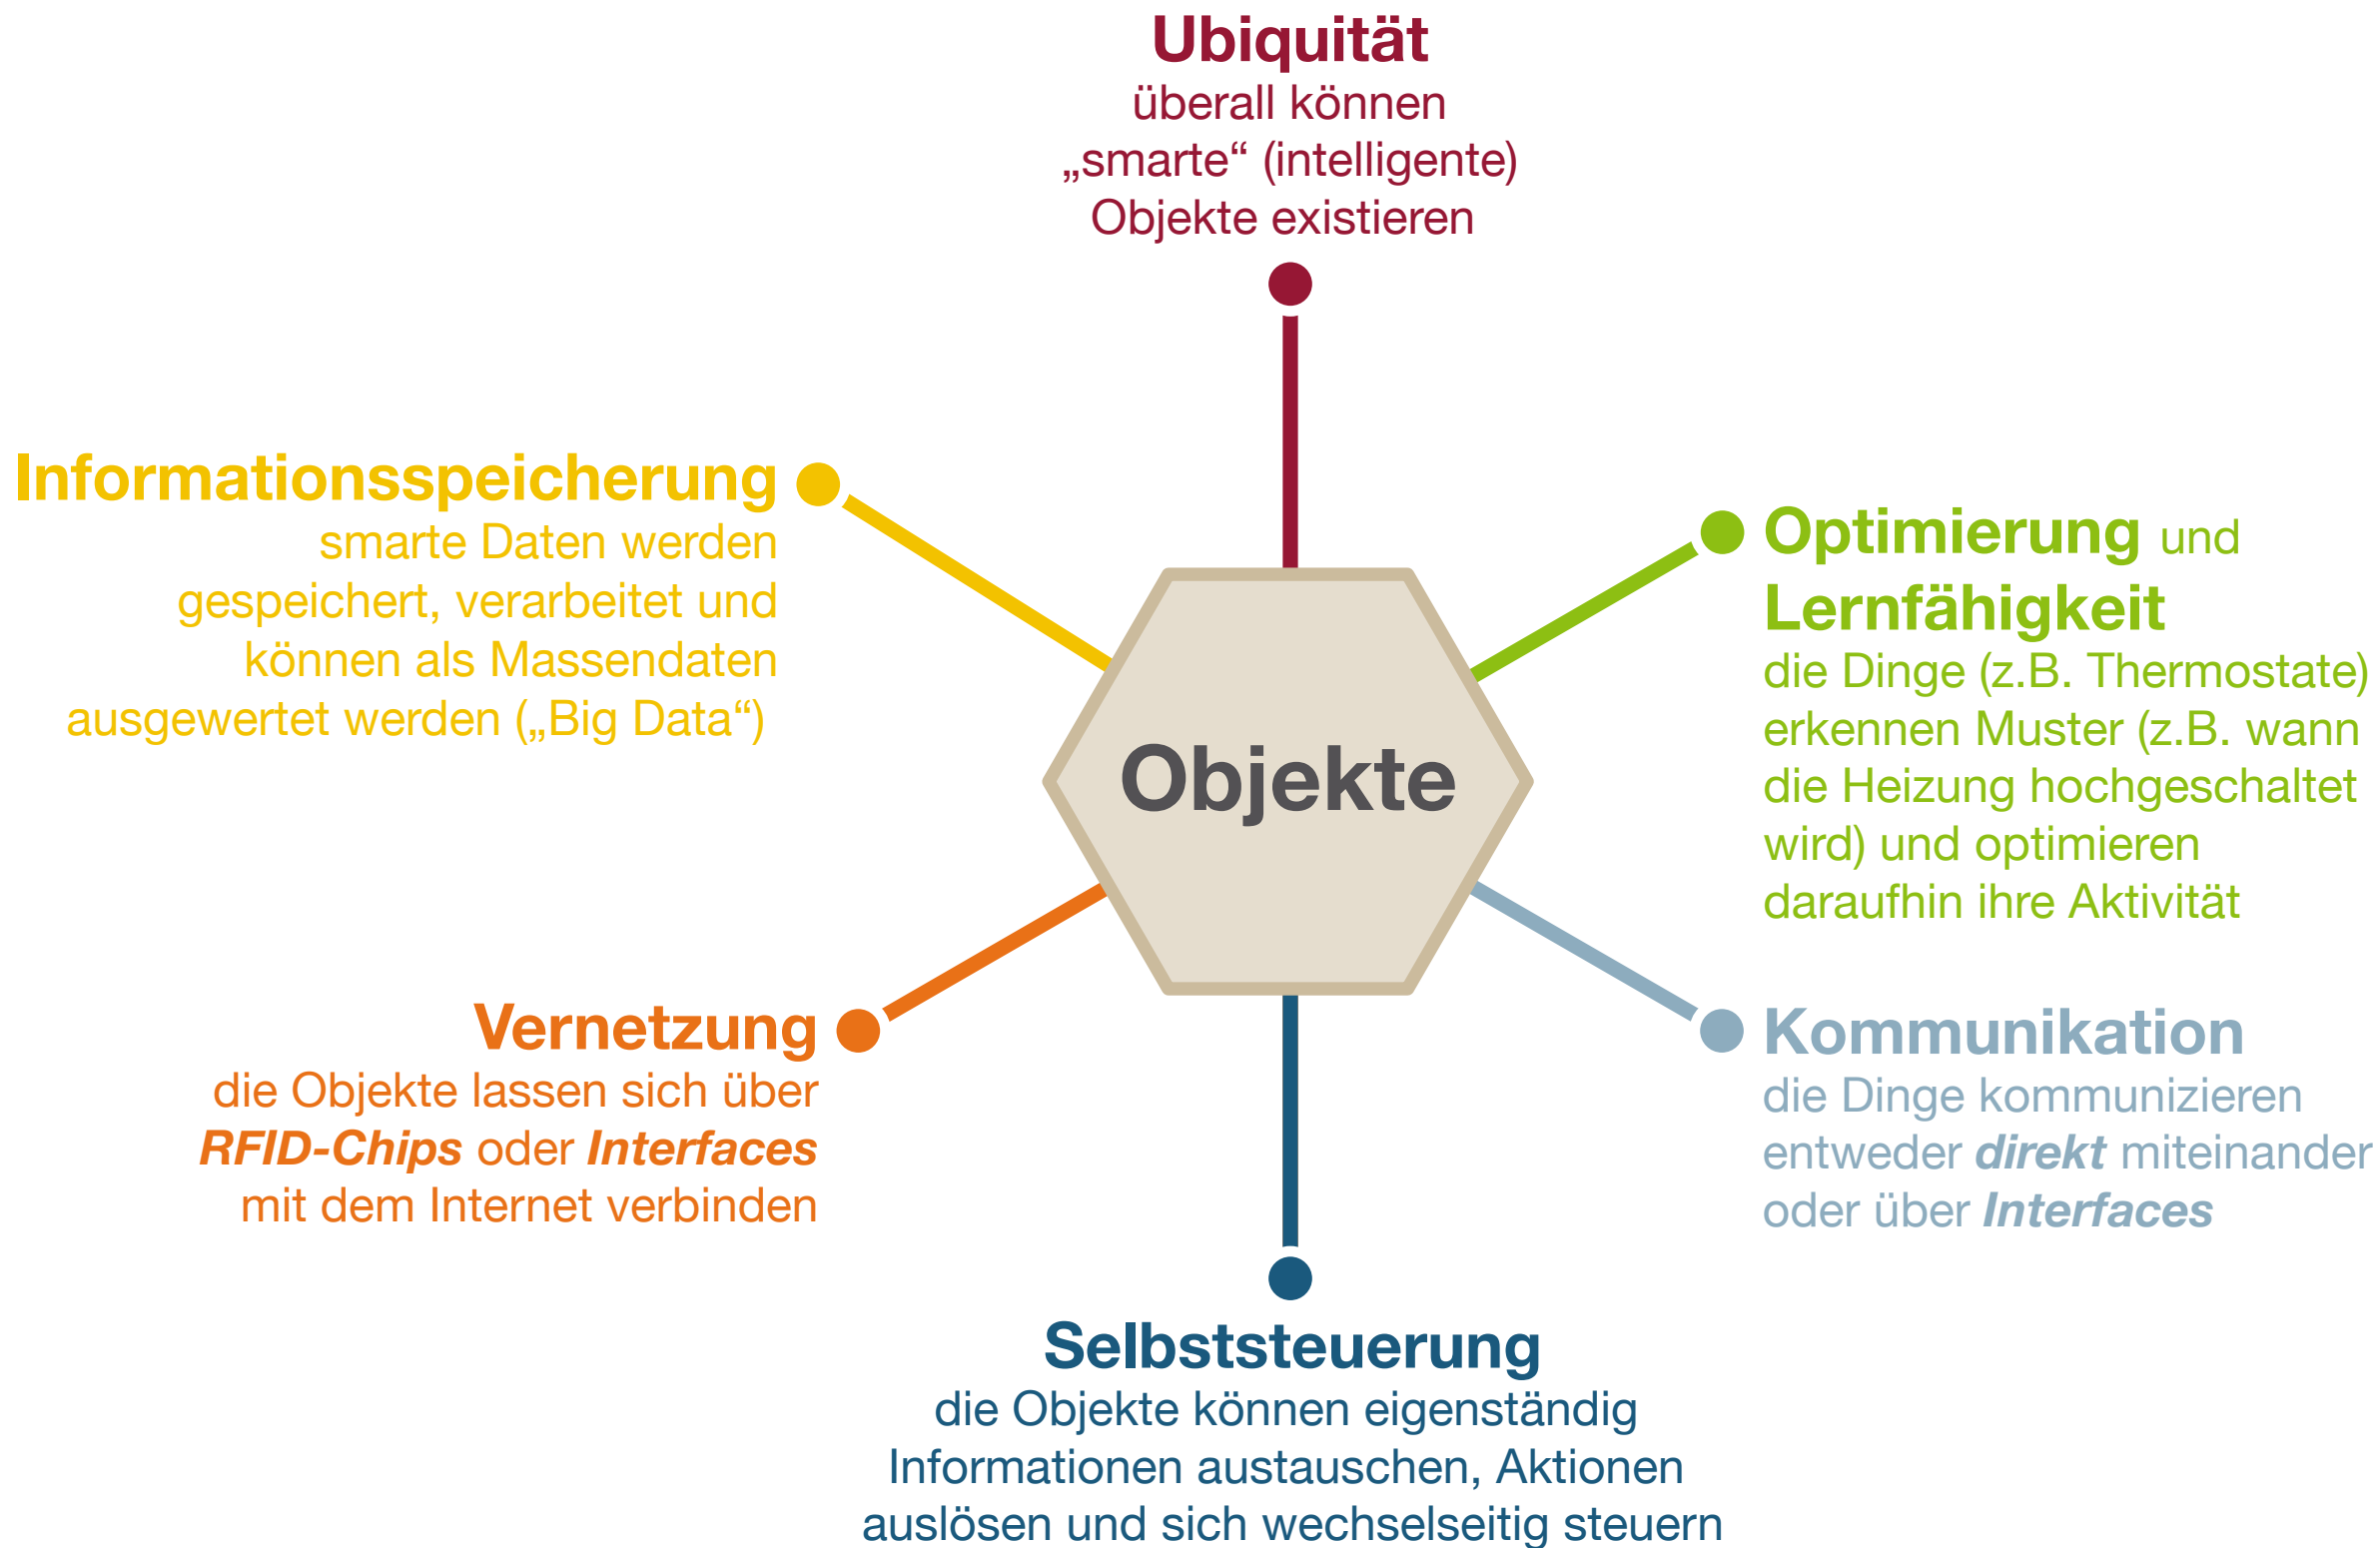 Ubiquität
überall können
„smarte“ (intelligente)
Objekte existieren
Informationsspeicherung
smarte Daten werden
gespeichert, verarbeitet und
können als Massendaten
ausgewertet werden („Big Data“)
Optimierung und
Lernfähigkeit
die Dinge (z.B. Thermostate)
erkennen Muster (z.B. wann
die Heizung hochgeschaltet
wird) und optimieren
daraufhin ihre Aktivität
Objekte
Vernetzung
die Objekte lassen sich über
RFID-Chips oder Interfaces
mit dem Internet verbinden
Kommunikation
die Dinge kommunizieren
entweder direkt miteinander
oder über Interfaces
Selbststeuerung
die Objekte können eigenständig
Informationen austauschen, Aktionen
auslösen und sich wechselseitig steuern